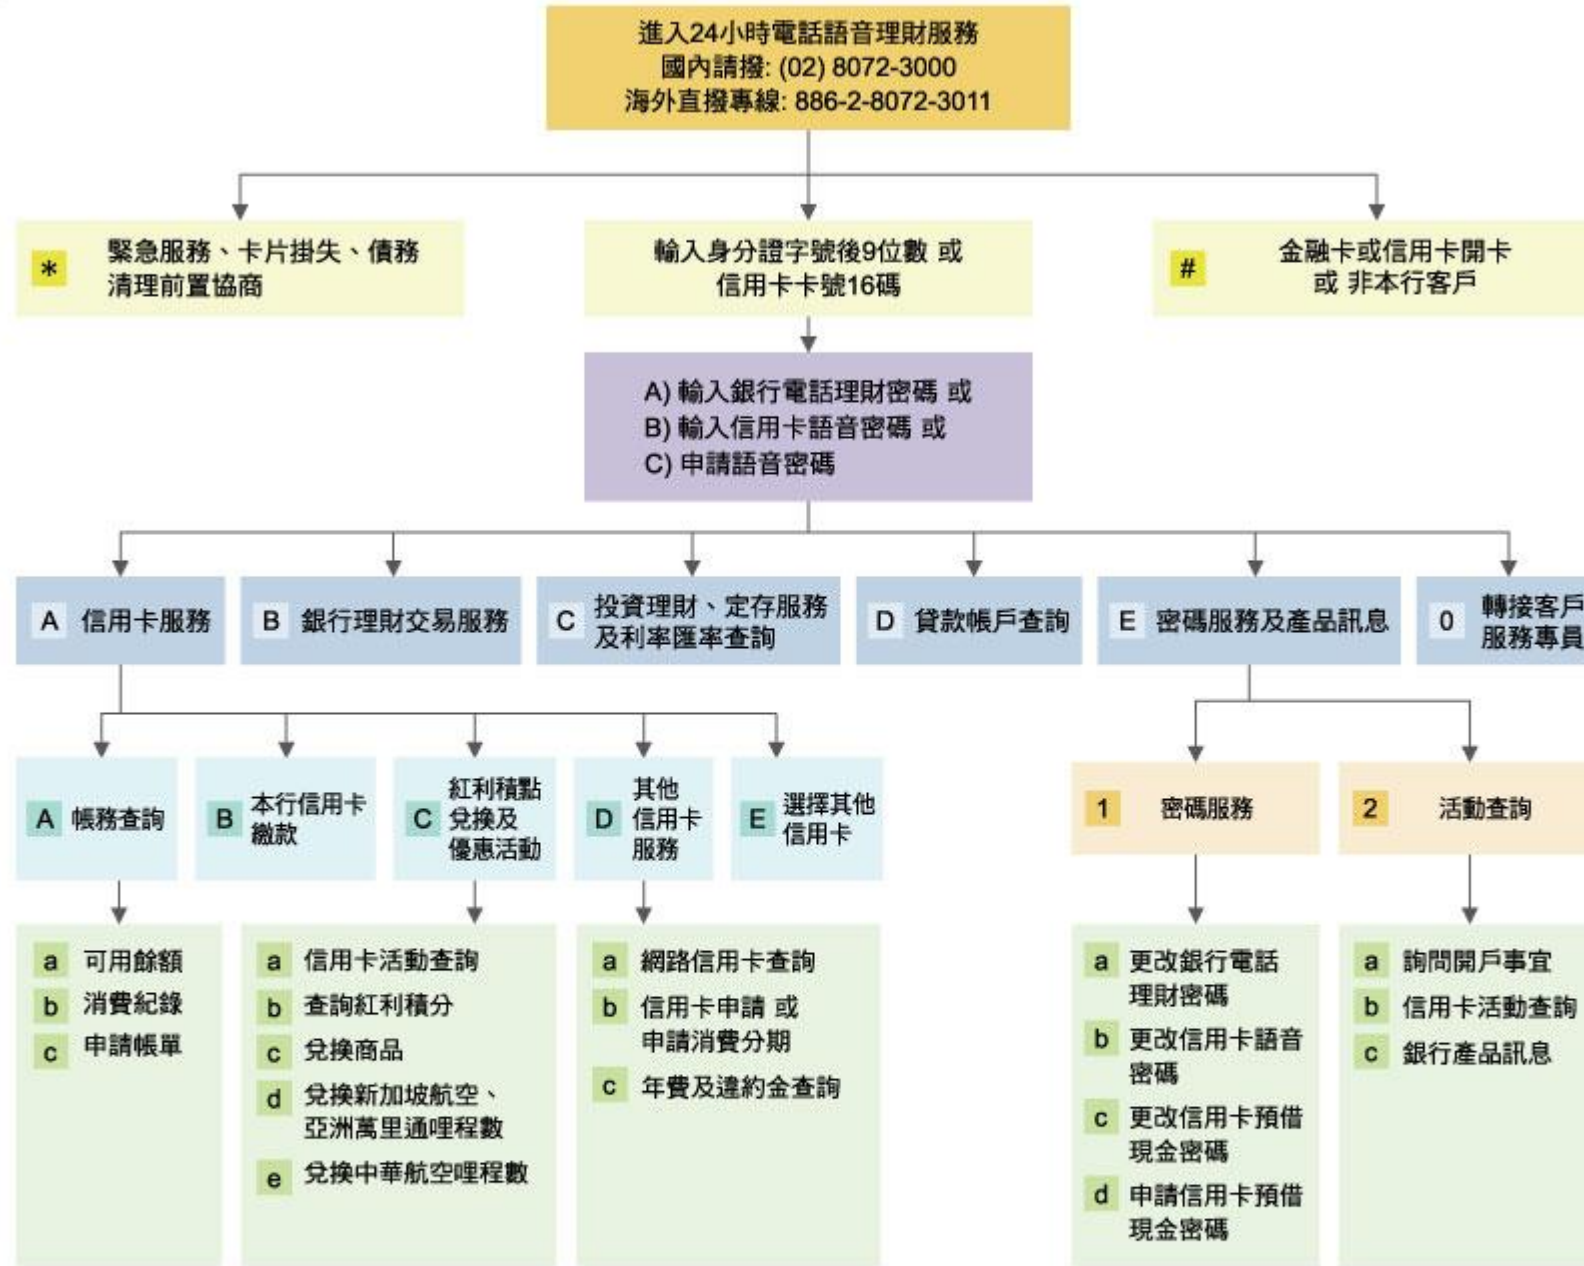 進入24小時電話語音理財服務
國內請撥: (02) 8072-3000
海外直撥專線: 886-2-8072-3011
*
緊急服務、卡片掛失、債務
清理前置協商
輸入身分證字號後9位數 或
信用卡卡號16碼
#
金融卡或信用卡開卡
或 非本行客戶
A) 輸入銀行電話理財密碼 或
B) 輸入信用卡語音密碼 或
C) 申請語音密碼
A 信用卡服務
B 銀行理財交易服務
C 投資理財、定存服務
及利率匯率查詢
D 貸款帳戶查詢
E 密碼服務及產品訊息
0 轉接客戶
服務專員
A 帳務查詢
B 本行信用卡
繳款
C 紅利積點
兌換及
優惠活動
D 其他
信用卡
服務
E 選擇其他
信用卡
1 密碼服務
2 活動查詢
a 可用餘額
b 消費紀錄
c 申請帳單
a 信用卡活動查詢
b 查詢紅利積分
c 兌換商品
d 兌換新加坡航空、
亞洲萬里通哩程數
e 兌換中華航空哩程數
a 網路信用卡查詢
b 信用卡申請 或
申請消費分期
c 年費及違約金查詢
a 更改銀行電話
理財密碼
b 更改信用卡語音
密碼
c 更改信用卡預借
現金密碼
d 申請信用卡預借
現金密碼
a 詢問開戶事宜
b 信用卡活動查詢
c 銀行產品訊息